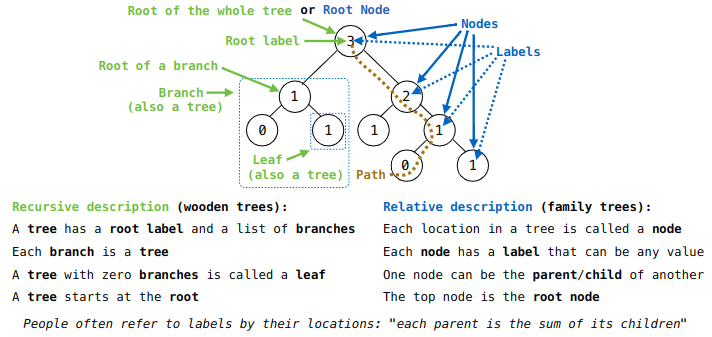 Root of the whole tree or Root Node
Nodes
Root label
3
Labels
Root of a branch
Branch
(also a tree)
1
2
0
1
1
1
Leaf
(also a tree)
Path
0
1
Recursive description (wooden trees):
A tree has a root label and a list of branches
Each branch is a tree
A tree with zero branches is called a leaf
A tree starts at the root
Relative description (family trees):
Each location in a tree is called a node
Each node has a label that can be any value
One node can be the parent/child of another
The top node is the root node
People often refer to labels by their locations: "each parent is the sum of its children"